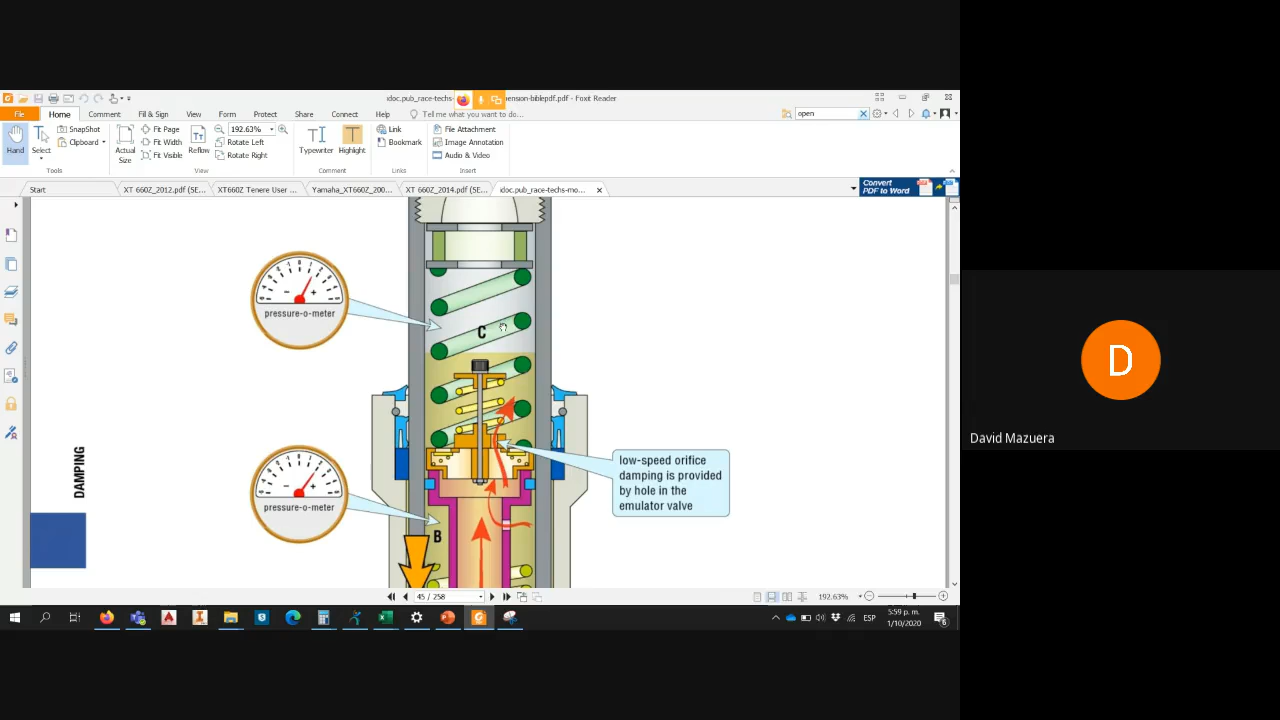 xdoc.pub_race-techs-
ension-biblepdf.pdf - Foxit Reader
File
Home
Comment
Fill & Sign
View
Form
Protect
Share
Connect
Help
Tell me what you want to do...
open
Hand
Select
SnapShot
Clipboard
Tools
Actual
Size
Fit Page
Fit Width
Fit Visible
Reflow
192.63%
Rotate Left
Rotate Right
View
Typewriter
Highlight
Comment
Link
Bookmark
Links
File Attachment
Image Annotation
Audio & Video
Insert
Start
XT 660Z_2012.pdf (SE...
XT660Z Tenere User ...
Yamaha_XT660Z_200...
XT 660Z_2014.pdf (SE...
xdoc.pub_race-techs-mo...
Convert
PDF to Word
pressure-o-meter
C
DAMPING
low-speed orifice
damping is provided
by hole in the
emulator valve
pressure-o-meter
B
45 / 258
192.63%
ESP
5:59 p. m.
1/10/2020
6
D
David Mazuera